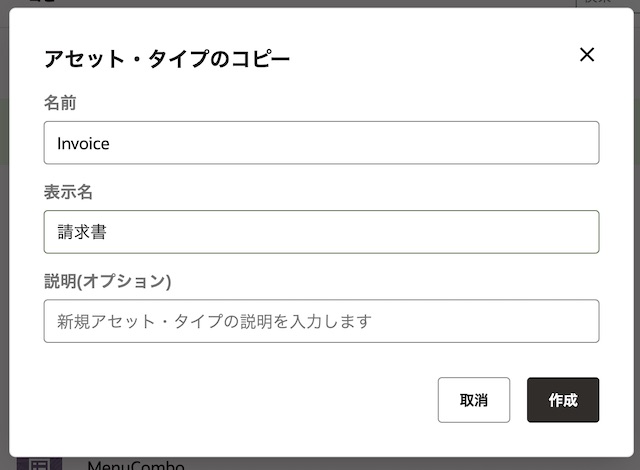 アセット・タイプのコピー
名前
Invoice
表示名
請求書
説明(オプション)
新規アセット・タイプの説明を入力します
取消
作成
MenuCombo